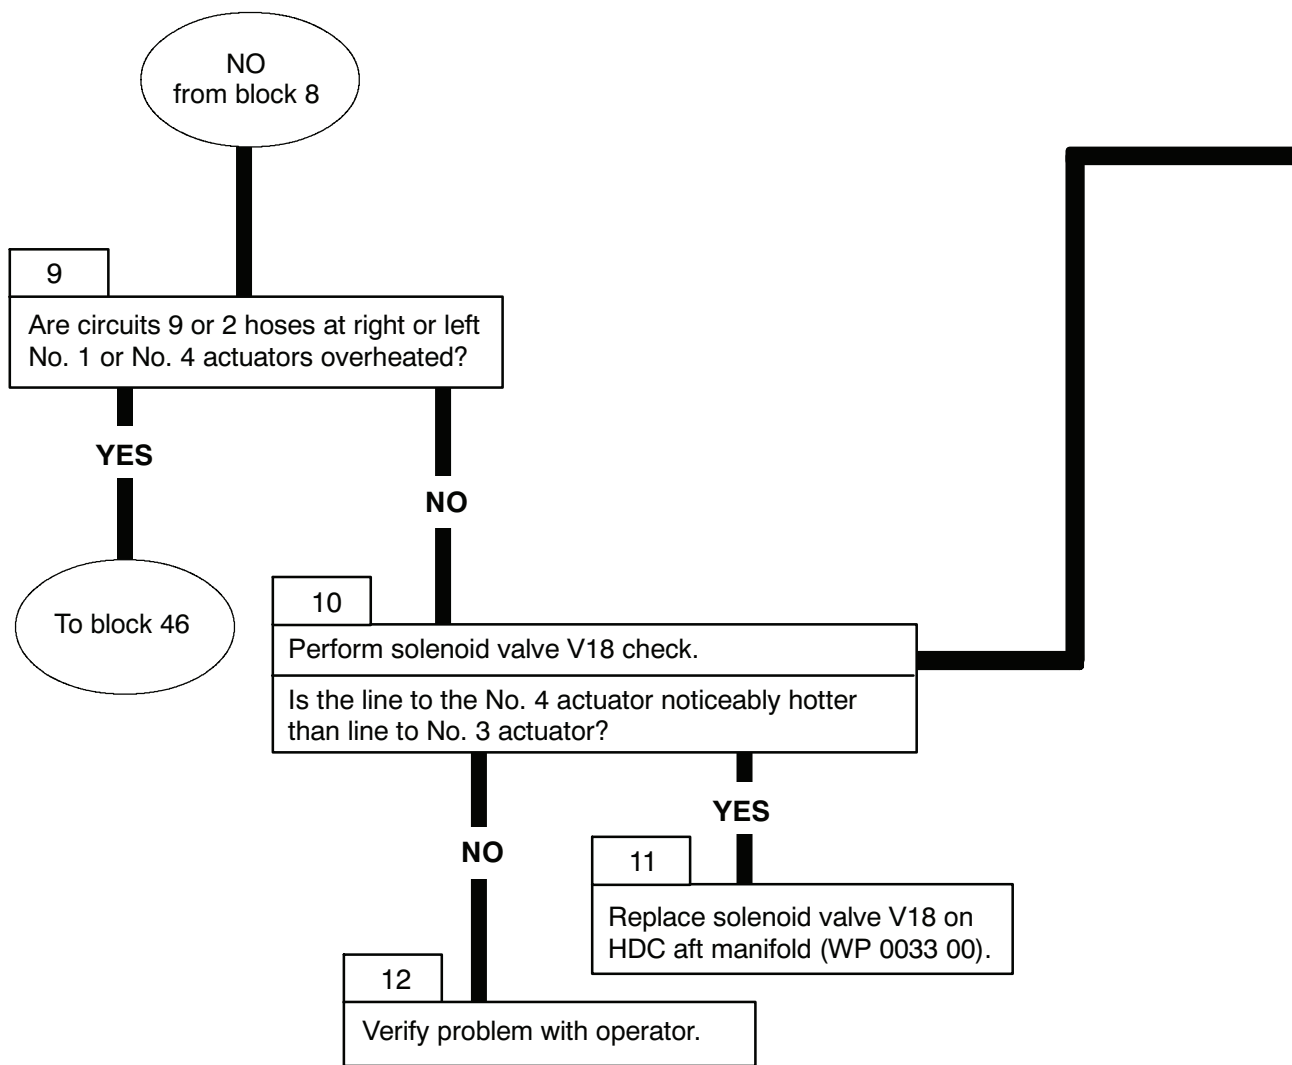 NO
from block 8
9
Are circuits 9 or 2 hoses at right or left
No. 1 or No. 4 actuators overheated?
YES
NO
To block 46
10
Perform solenoid valve V18 check.
Is the line to the No. 4 actuator noticeably hotter
than line to No. 3 actuator?
YES
NO
11
Replace solenoid valve V18 on
HDC aft manifold (WP 0033 00).
12
Verify problem with operator.